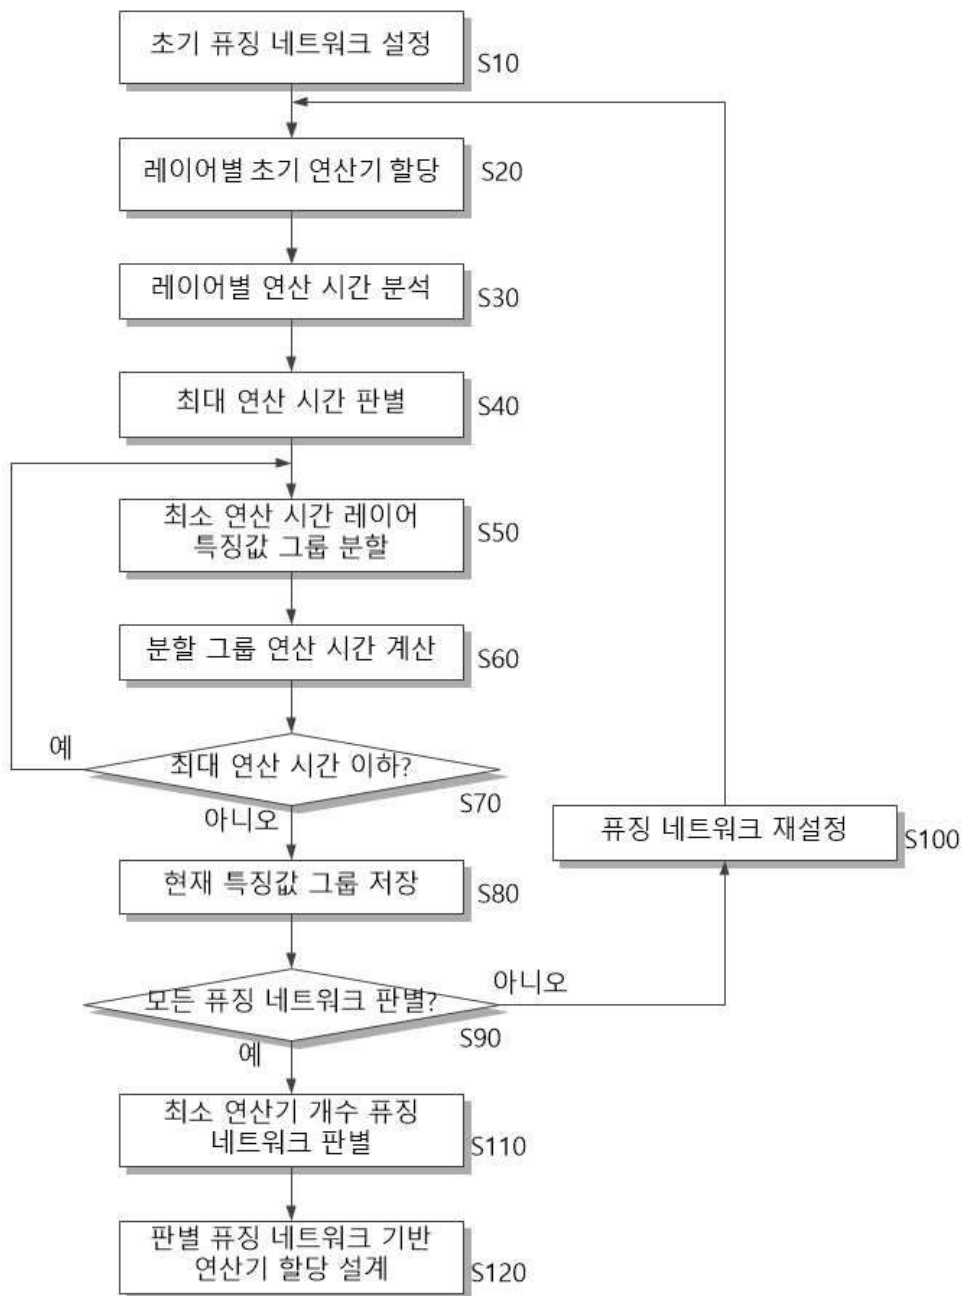 초기 퓨징 네트워크 설정
S10
레이어별 초기 연산기 할당
S20
레이어별 연산 시간 분석
S30
최대 연산 시간 판별
S40
최소 연산 시간 레이어
특징값 그룹 분할
S50
분할 그룹 연산 시간 계산
S60
예
최대 연산 시간 이하?
S70
아니오
퓨징 네트워크 재설정
S100
현재 특징값 그룹 저장
S80
모든 퓨징 네트워크 판별?
아니오
S90
예
최소 연산기 개수 퓨징
네트워크 판별
S110
판별 퓨징 네트워크 기반
연산기 할당 설계
S120